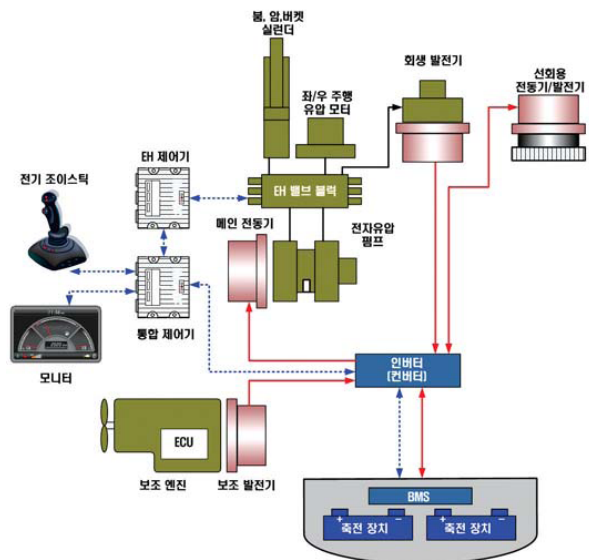 붐, 암,버켓
실린더
좌/우 주행
유압 모터
회생 발전기
선회용
전동기/발전기
EH 제어기
전기 조이스틱
EH 밸브 블럭
메인 전동기
전자유압
펌프
통합 제어기
모니터
인버터
(컨버터)
ECU
보조 엔진
보조 발전기
BMS
+ −
축전 장치
+ −
축전 장치